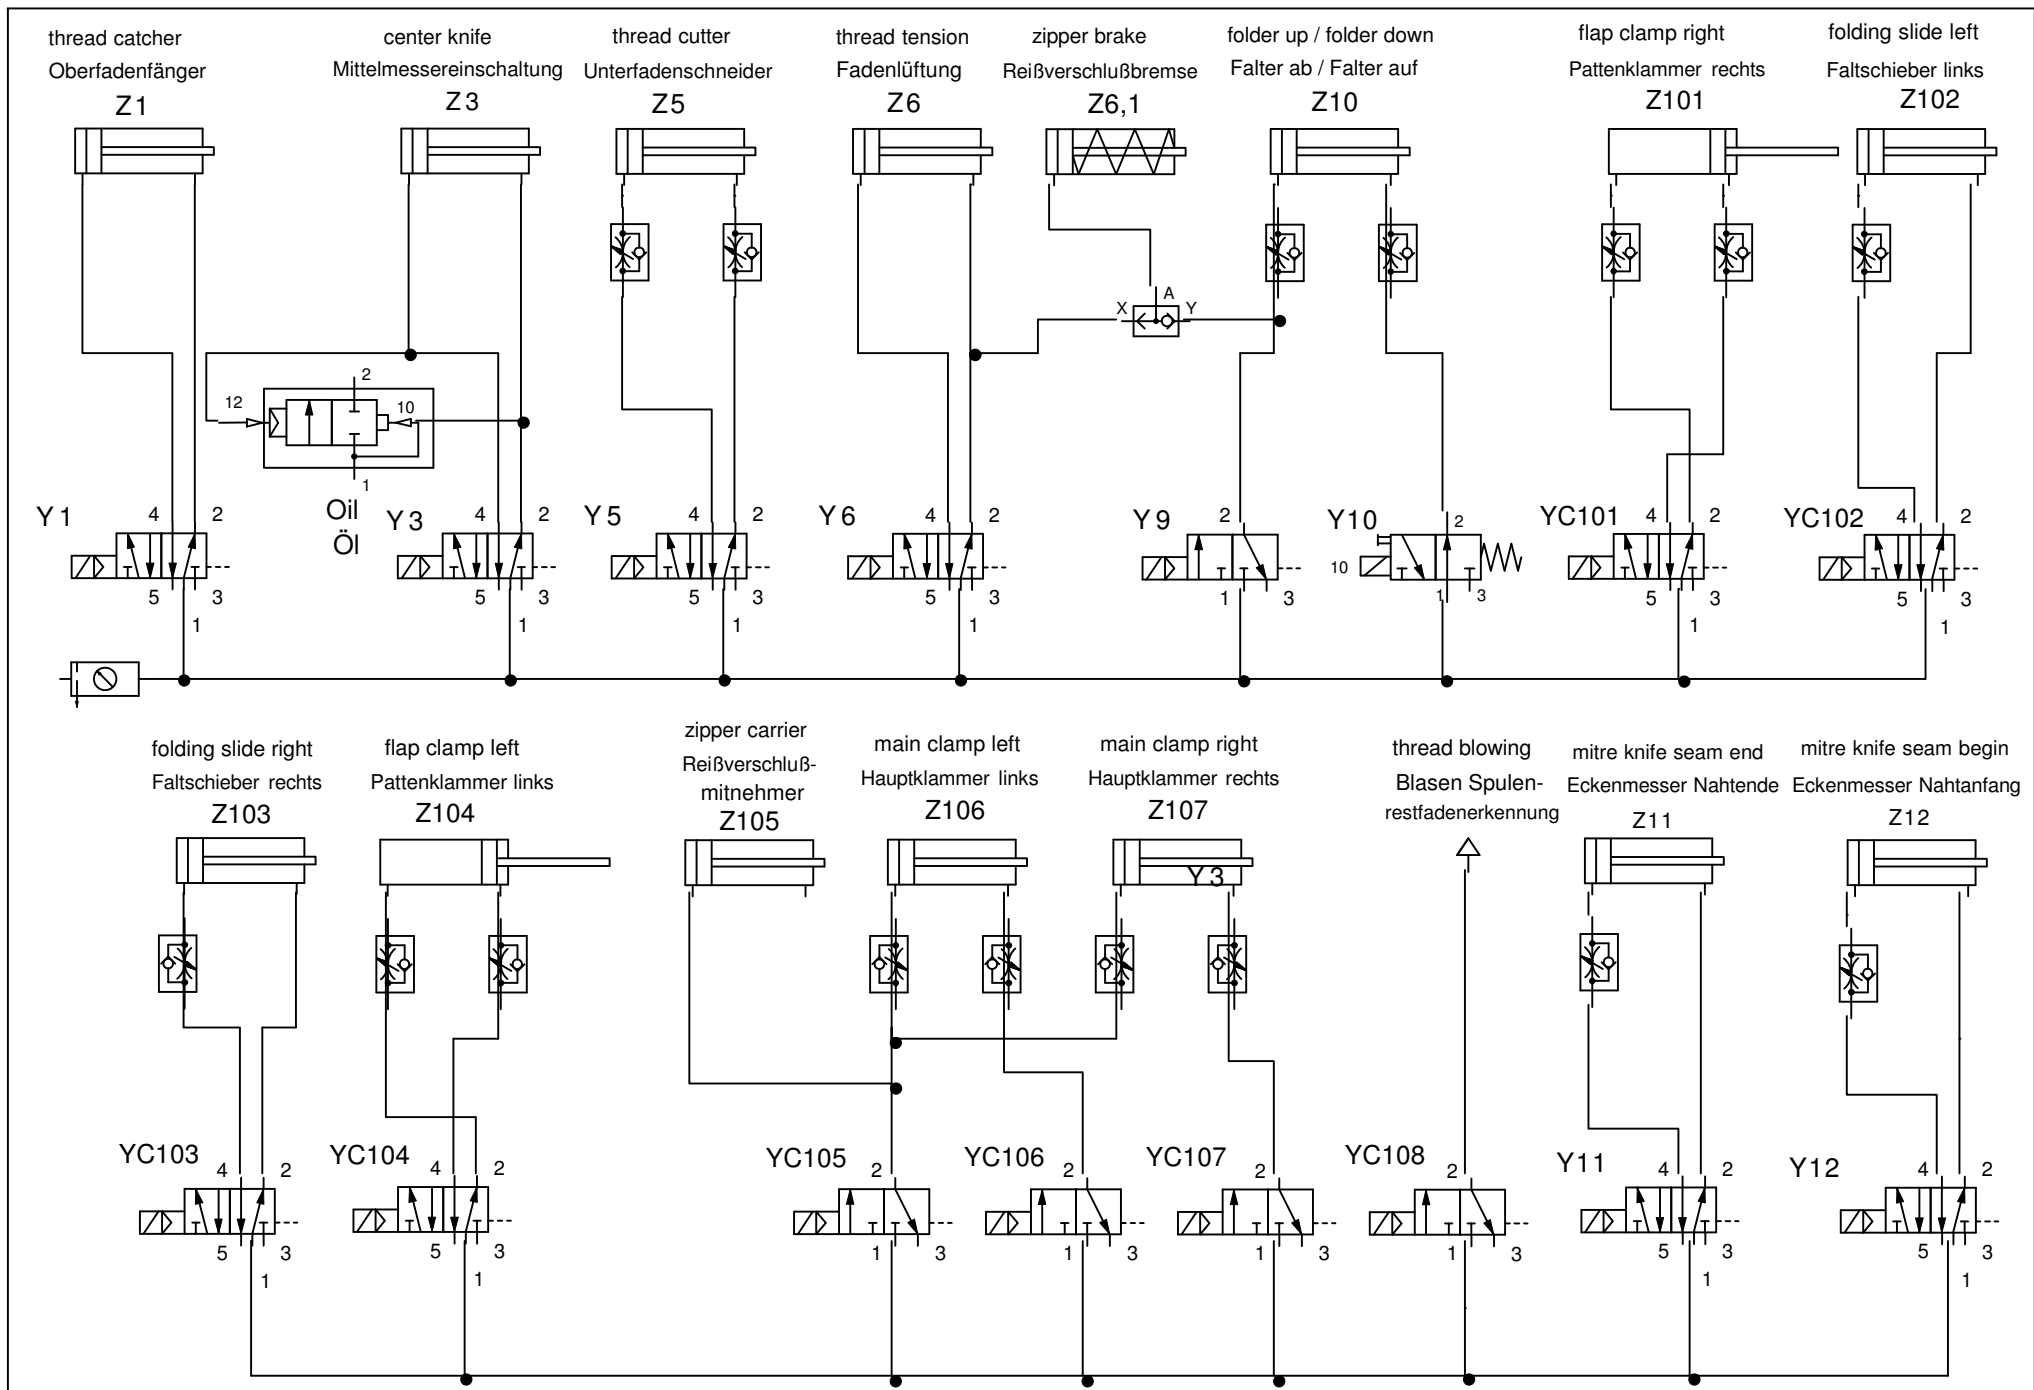 thread catcher
Oberfadenfänger
Z1
center knife
Mittelmessereinschaltung
Z3
thread cutter
Unterfadenschneider
Z5
thread tension
Fadenlüftung
Z6
zipper brake
Reißverschlußbremse
Z6,1
folder up / folder down
Falter ab / Falter auf
Z10
flap clamp right
Pattenklammer rechts
Z101
folding slide left
Faltschieber links
Z102
X
A
Y
12
2
10
1
Oil
Öl
Y1
4
2
5
3
1
Y3
4
2
5
3
1
Y5
4
2
5
3
1
Y6
4
2
5
3
1
Y9
2
1
3
Y10
2
10
1
3
YC101
4
2
5
3
1
YC102
4
2
5
3
1
folding slide right
Faltschieber rechts
Z103
flap clamp left
Pattenklammer links
Z104
zipper carrier
Reißverschluß-
mitnehmer
Z105
main clamp left
Hauptklammer links
Z106
main clamp right
Hauptklammer rechts
Z107
Y3
thread blowing
Blasen Spulen-
restfadenerkennung
mitre knife seam end
Eckenmesser Nahtende
Z11
mitre knife seam begin
Eckenmesser Nahtanfang
Z12
YC103
4
2
5
3
1
YC104
4
2
5
3
1
YC105
2
1
3
YC106
2
1
3
YC107
2
1
3
YC108
2
1
3
Y11
4
2
5
3
1
Y12
4
2
5
3
1